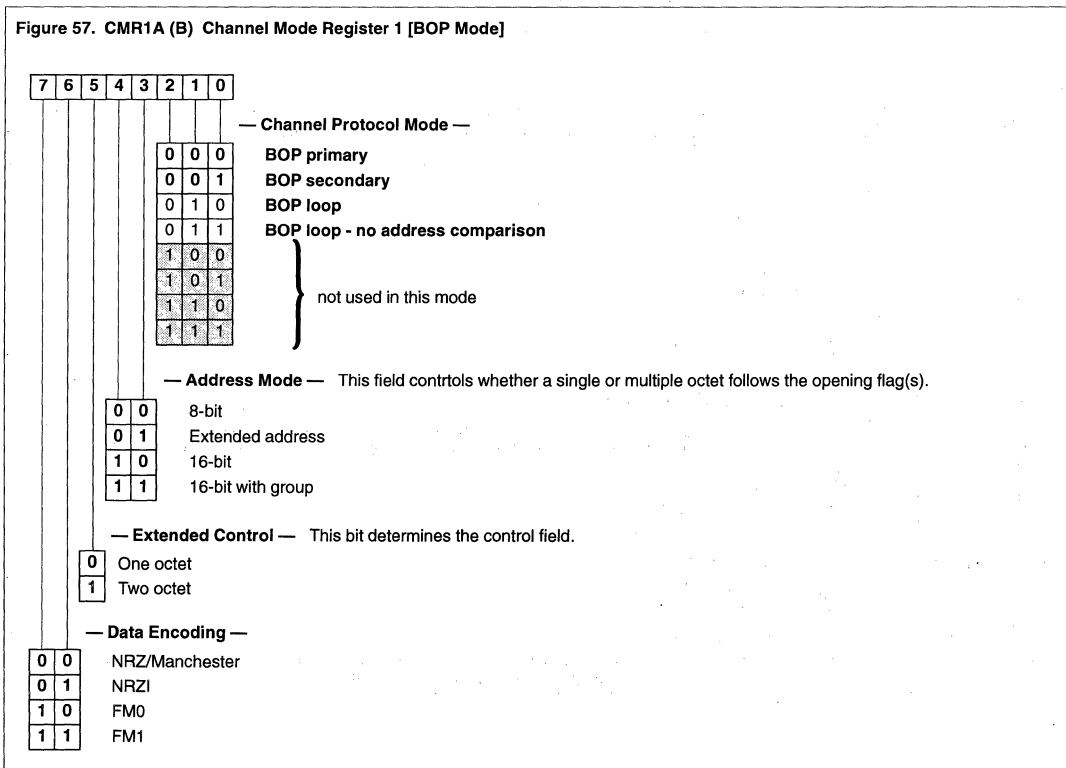 Figure 57. CMR1A (B) Channel Mode Register 1 [BOP Mode]
7 6 5 4 3 2 1 0
— Channel Protocol Mode —
0 0 0 BOP primary
0 0 1 BOP secondary
0 1 0 BOP loop
0 1 1 BOP loop - no address comparison
1 0 0
1 0 1
not used in this mode
1 1 0
1 1 1
— Address Mode — This field contrtols whether a single or multiple octet follows the opening flag(s).
0 0 8-bit
0 1 Extended address
1 0 16-bit
1 1 16-bit with group
— Extended Control — This bit determines the control field.
0 One octet
1 Two octet
— Data Encoding —
0 0 NRZ/Manchester
0 1 NRZI
1 0 FM0
1 1 FM1